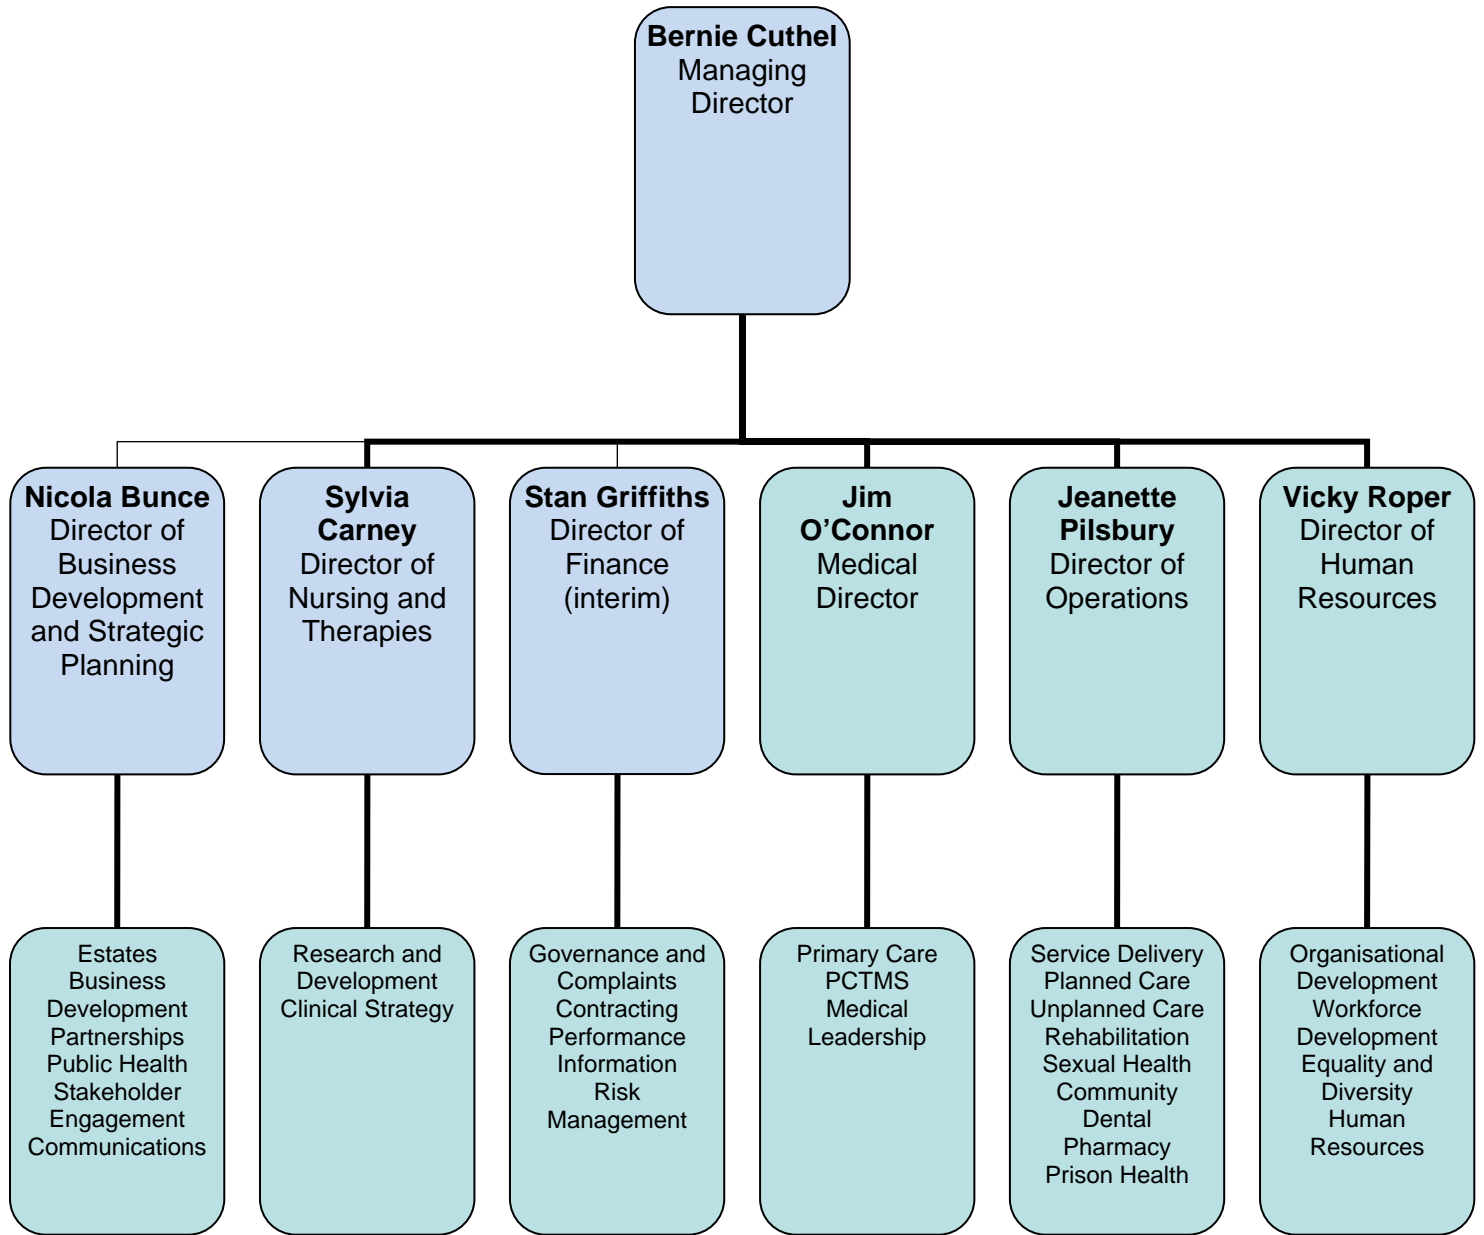 Bernie Cuthel
Managing
Director
Nicola Bunce
Director of
Business
Development
and Strategic
Planning
Sylvia
Carney
Director of
Nursing and
Therapies
Stan Griffiths
Director of
Finance
(interim)
Jim
O’Connor
Medical
Director
Jeanette
Pilsbury
Director of
Operations
Vicky Roper
Director of
Human
Resources
Estates
Business
Development
Partnerships
Public Health
Stakeholder
Engagement
Communications
Research and
Development
Clinical Strategy
Governance and
Complaints
Contracting
Performance
Information
Risk
Management
Primary Care
PCTMS
Medical
Leadership
Service Delivery
Planned Care
Unplanned Care
Rehabilitation
Sexual Health
Community
Dental
Pharmacy
Prison Health
Organisational
Development
Workforce
Development
Equality and
Diversity
Human
Resources